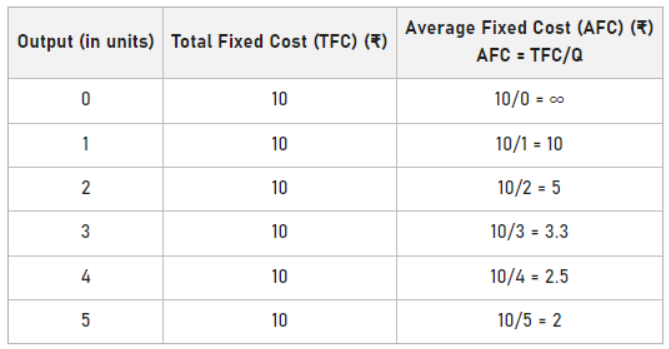 Output (in units) Total Fixed Cost (TFC) (₹) Average Fixed Cost (AFC) (₹)
AFC = TFC/Q
0 10 10/0 = ∞
1 10 10/1 = 10
2 10 10/2 = 5
3 10 10/3 = 3.3
4 10 10/4 = 2.5
5 10 10/5 = 2